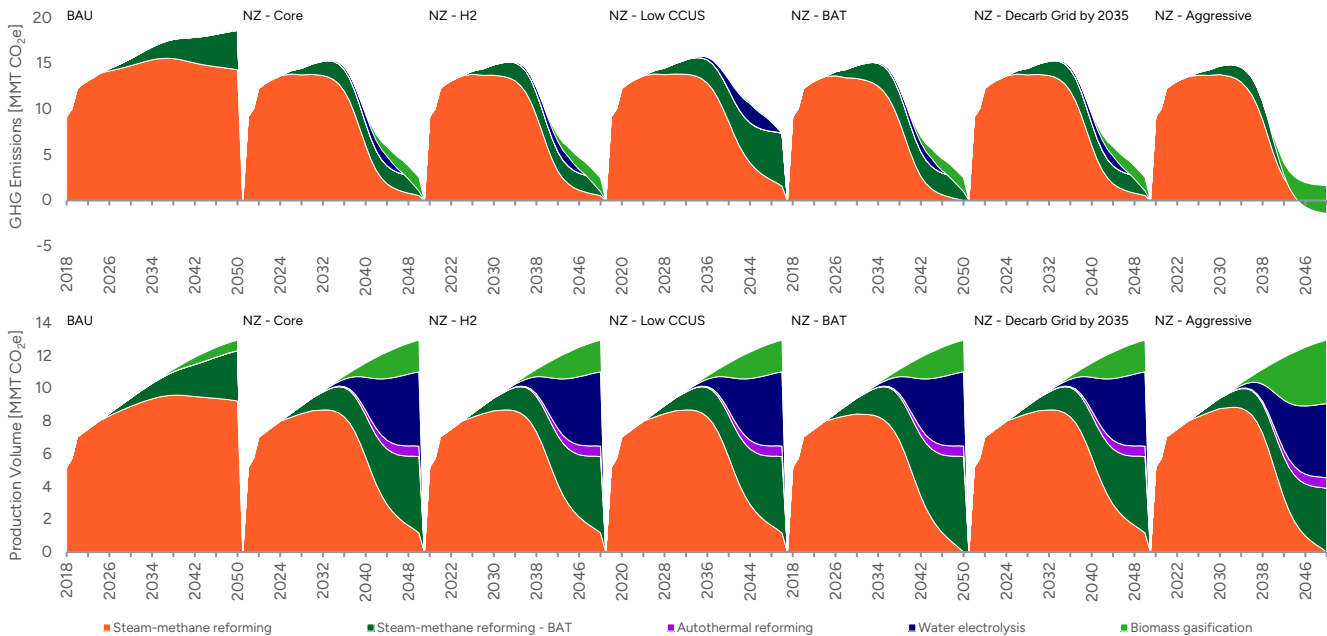 BAU NZ - Core NZ - H2 NZ - Low CCUS NZ - BAT NZ - Decarb Grid by 2035 NZ - Aggressive
GHG Emissions [MMT CO₂e]
20
15
10
5
0
-5
2018 2026 2034 2042 2050 2024 2032 2040 2048 2022 2030 2038 2046 2020 2028 2036 2044 2018 2026 2034 2042 2050 2024 2032 2040 2048 2022 2030 2038 2046
BAU NZ - Core NZ - H2 NZ - Low CCUS NZ - BAT NZ - Decarb Grid by 2035 NZ - Aggressive
Production Volume [MMT CO₂e]
14
12
10
8
6
4
2
0
2018 2026 2034 2042 2050 2024 2032 2040 2048 2022 2030 2038 2046 2020 2028 2036 2044 2018 2026 2034 2042 2050 2024 2032 2040 2048 2022 2030 2038 2046
Steam-methane reforming Steam-methane reforming - BAT Autothermal reforming Water electrolysis Biomass gasification